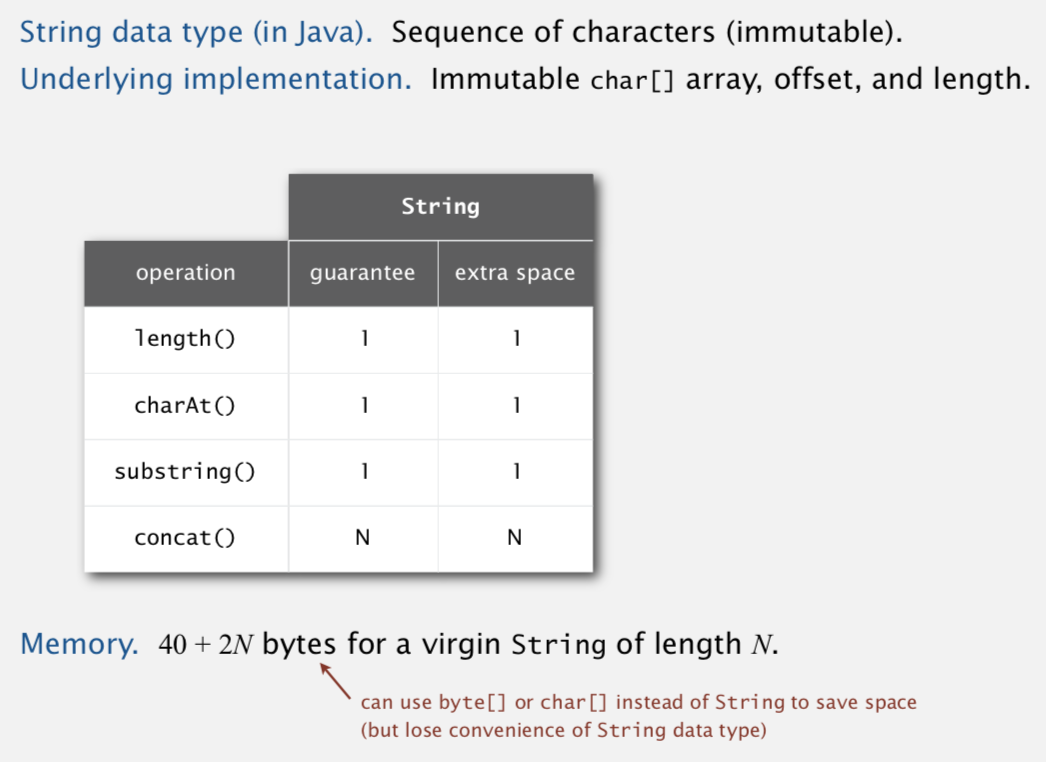 String data type (in Java). Sequence of characters (immutable).
Underlying implementation. Immutable char[] array, offset, and length.
String
operation guarantee extra space
length() 1 1
charAt() 1 1
substring() 1 1
concat() N N
Memory. 40 + 2N bytes for a virgin String of length N.
can use byte[] or char[] instead of String to save space
(but lose convenience of String data type)